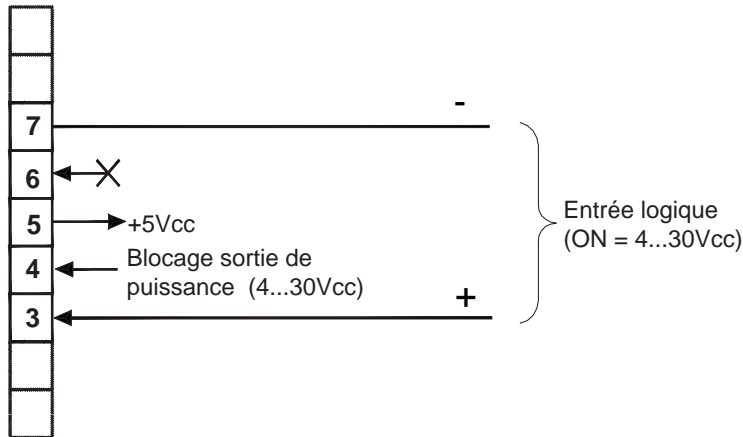 -
7
6
5
+5Vcc
4
Blocage sortie de
puissance (4...30Vcc)
3
+
Entrée logique
(ON = 4...30Vcc)